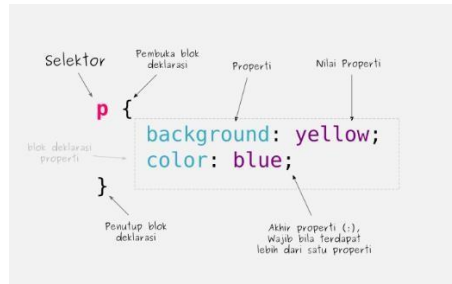 Selektor
Pembuka blok
deklarasi
Properti
Nilai Properti
p {
background: yellow;
color: blue;
blok deklarasi
properti
}
Penutup blok
deklarasi
Akhir properti (;),
Wajib bila terdapat
lebih dari satu properti